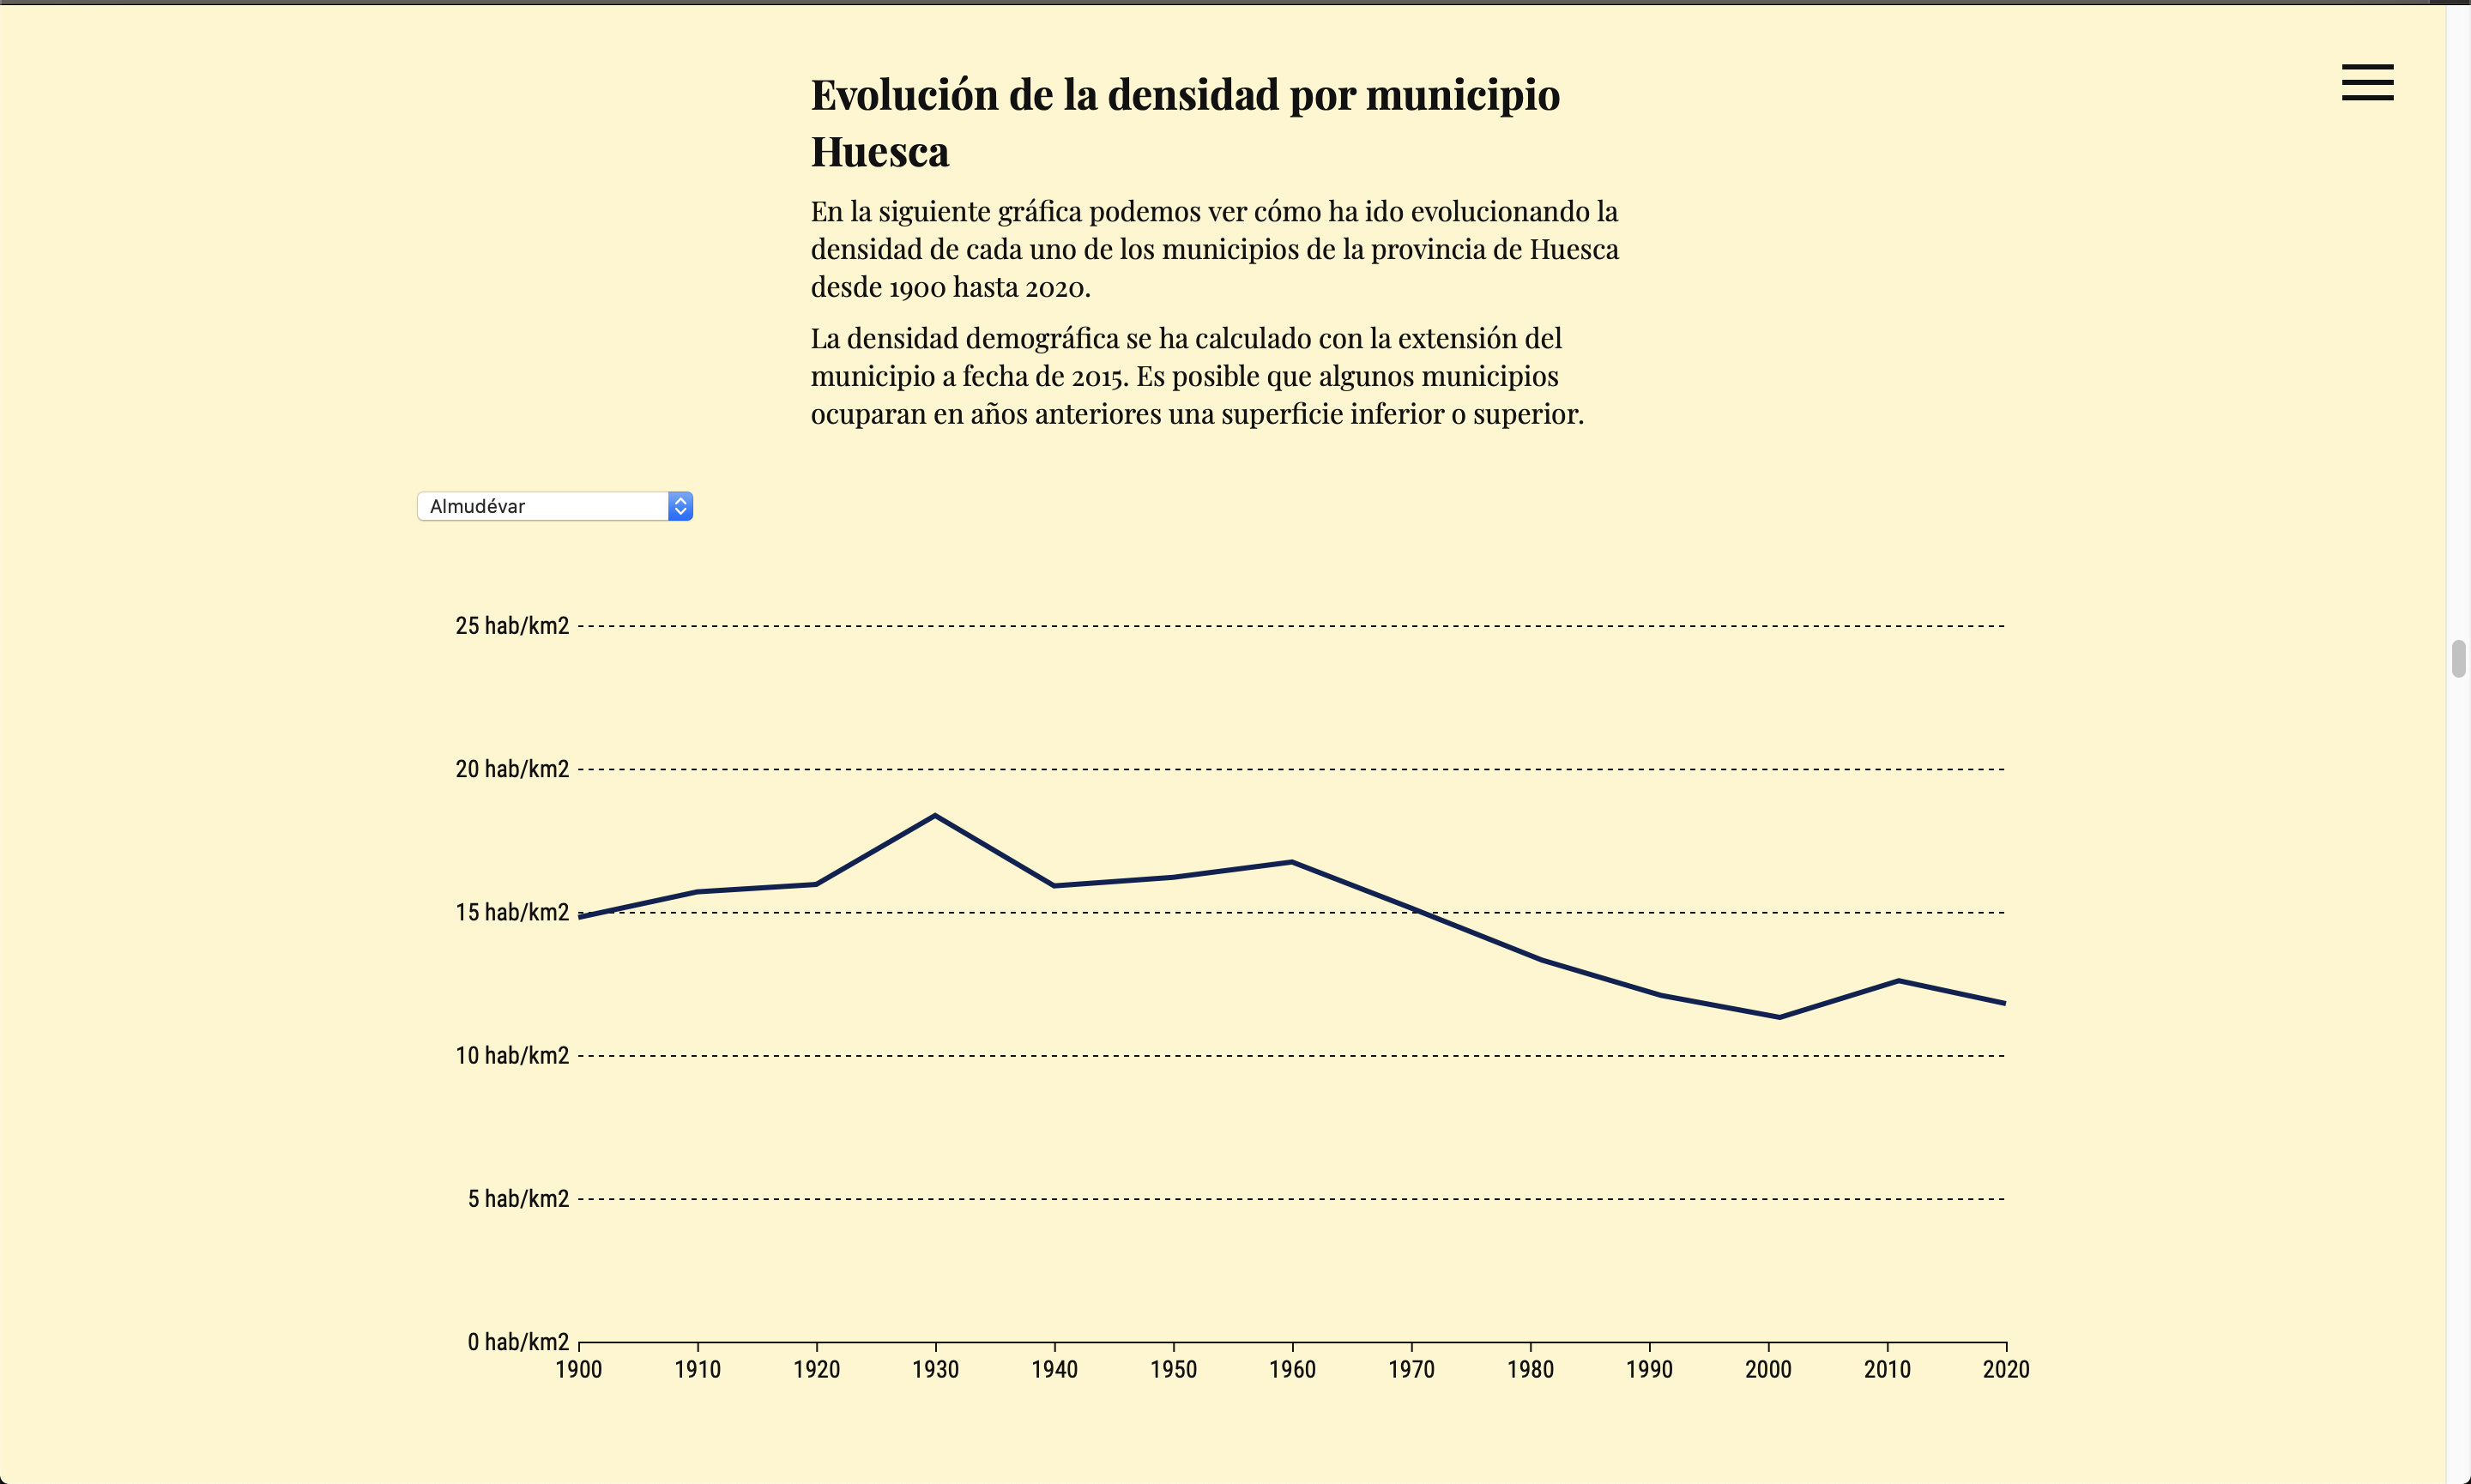 Evolución de la densidad por municipio
Huesca
En la siguiente gráfica podemos ver cómo ha ido evolucionando la
densidad de cada uno de los municipios de la provincia de Huesca
desde 1900 hasta 2020.
La densidad demográfica se ha calculado con la extensión del
municipio a fecha de 2015. Es posible que algunos municipios
ocuparan en años anteriores una superficie inferior o superior.
Almudévar
25 hab/km2
20 hab/km2
15 hab/km2
10 hab/km2
5 hab/km2
0 hab/km2
1900 1910 1920 1930 1940 1950 1960 1970 1980 1990 2000 2010 2020